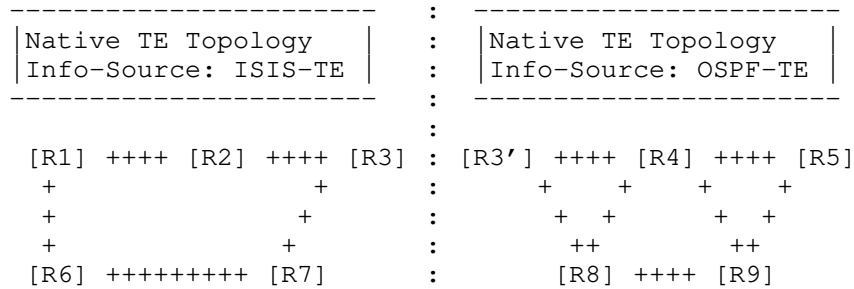 ----------------------- : -----------------------
|Native TE Topology    | : |Native TE Topology    |
|Info-Source: ISIS-TE | : |Info-Source: OSPF-TE |
----------------------- : -----------------------
:
[R1] ++++ [R2] ++++ [R3] : [R3'] ++++ [R4] ++++ [R5]
+ + : + + + +
+ + : + + + +
+ + : ++ ++
[R6] +++++++++ [R7] : [R8] ++++ [R9]